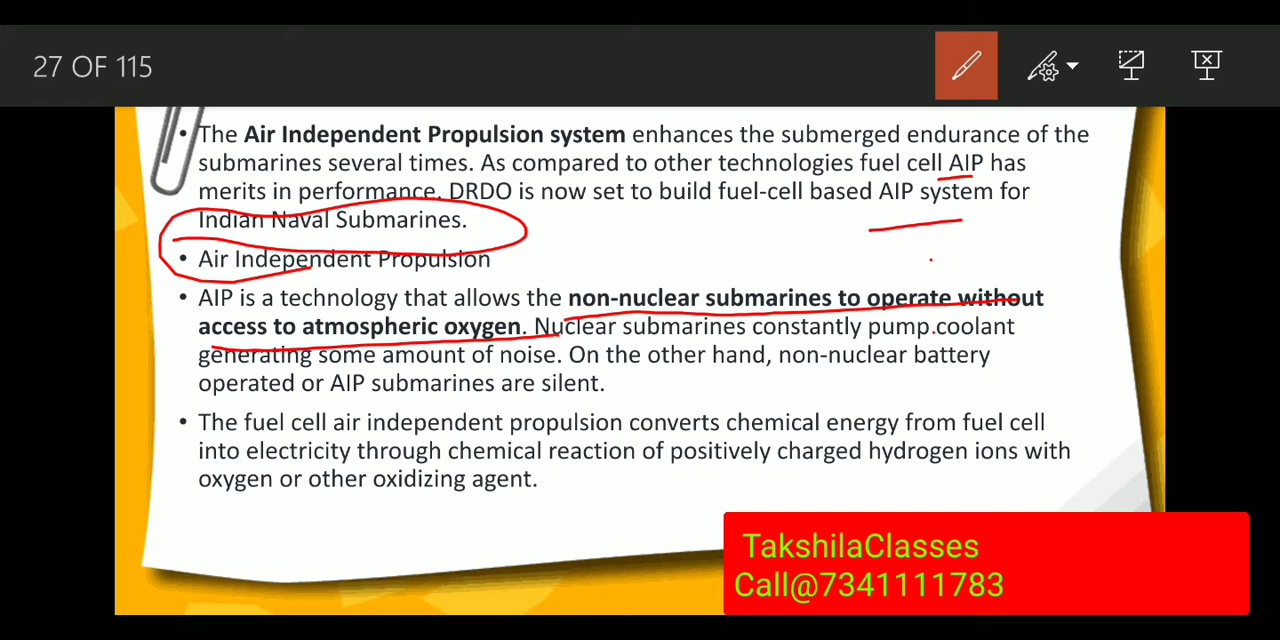 27 OF 115
• The Air Independent Propulsion system enhances the submerged endurance of the
submarines several times. As compared to other technologies fuel cell AIP has
merits in performance. DRDO is now set to build fuel-cell based AIP system for
Indian Naval Submarines.
• Air Independent Propulsion
• AIP is a technology that allows the non-nuclear submarines to operate without
access to atmospheric oxygen. Nuclear submarines constantly pump coolant
generating some amount of noise. On the other hand, non-nuclear battery
operated or AIP submarines are silent.
• The fuel cell air independent propulsion converts chemical energy from fuel cell
into electricity through chemical reaction of positively charged hydrogen ions with
oxygen or other oxidizing agent.
TakshilaClasses
Call@7341111783